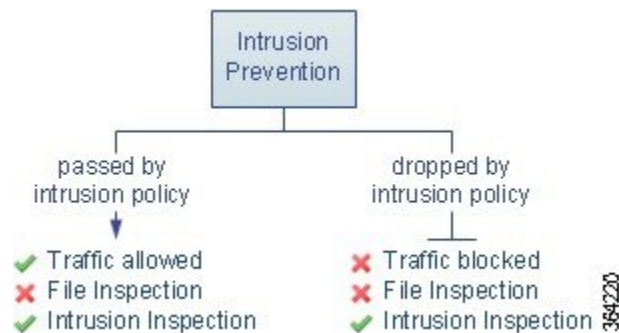 Intrusion
Prevention
passed by
intrusion policy
dropped by
intrusion policy
Traffic allowed
File Inspection
Intrusion Inspection
Traffic blocked
File Inspection
Intrusion Inspection
364220